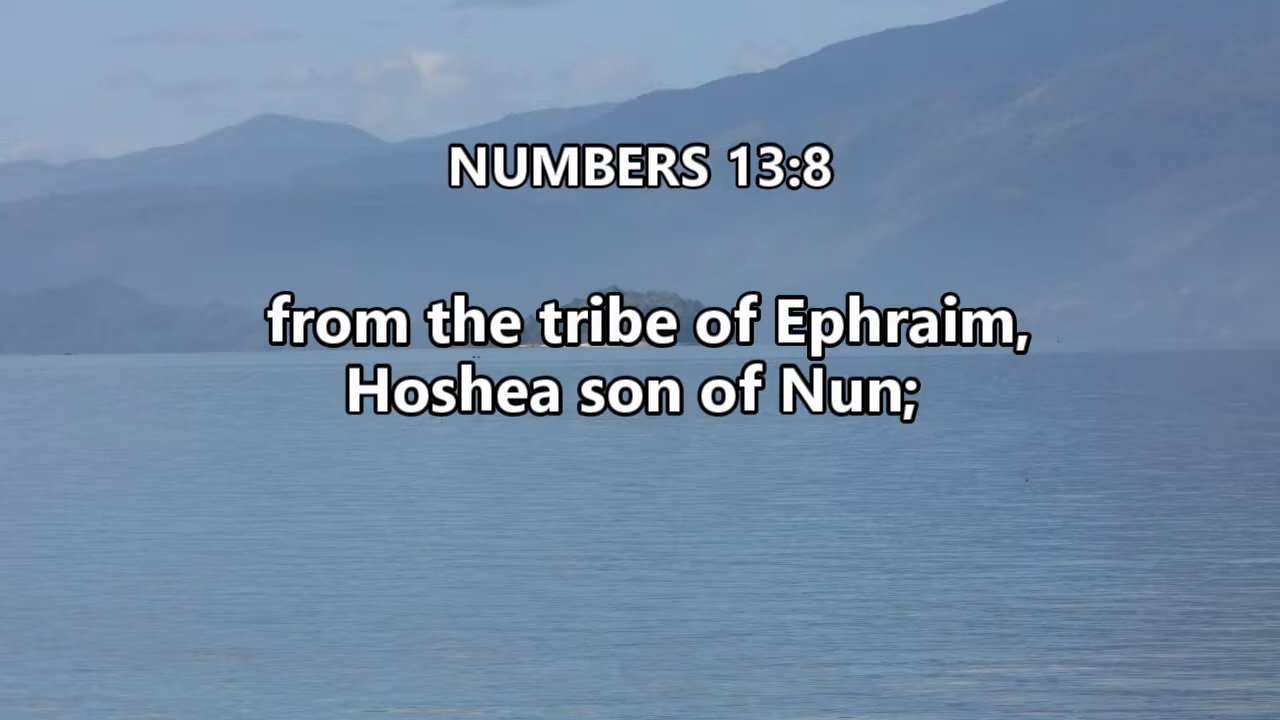 NUMBERS 13:8
from the tribe of Ephraim,
Hoshea son of Nun;